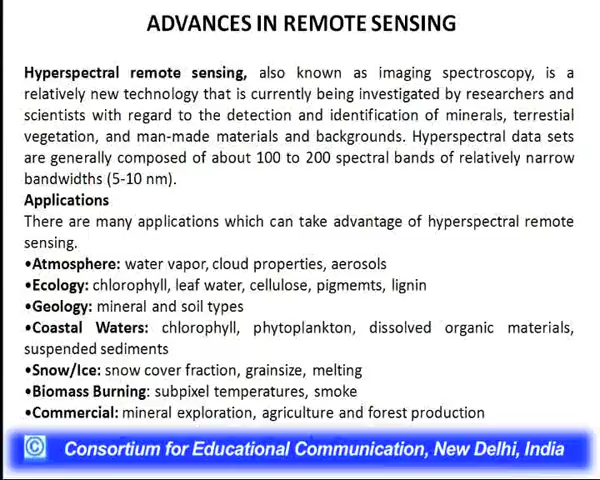 ADVANCES IN REMOTE SENSING
Hyperspectral remote sensing, also known as imaging spectroscopy, is a
relatively new technology that is currently being investigated by researchers and
scientists with regard to the detection and identification of minerals, terrestial
vegetation, and man-made materials and backgrounds. Hyperspectral data sets
are generally composed of about 100 to 200 spectral bands of relatively narrow
bandwidths (5-10 nm).
Applications
There are many applications which can take advantage of hyperspectral remote
sensing.
•Atmosphere: water vapor, cloud properties, aerosols
•Ecology: chlorophyll, leaf water, cellulose, pigmemts, lignin
•Geology: mineral and soil types
•Coastal Waters: chlorophyll, phytoplankton, dissolved organic materials,
suspended sediments
•Snow/Ice: snow cover fraction, grainsize, melting
•Biomass Burning: subpixel temperatures, smoke
•Commercial: mineral exploration, agriculture and forest production
© Consortium for Educational Communication, New Delhi, India